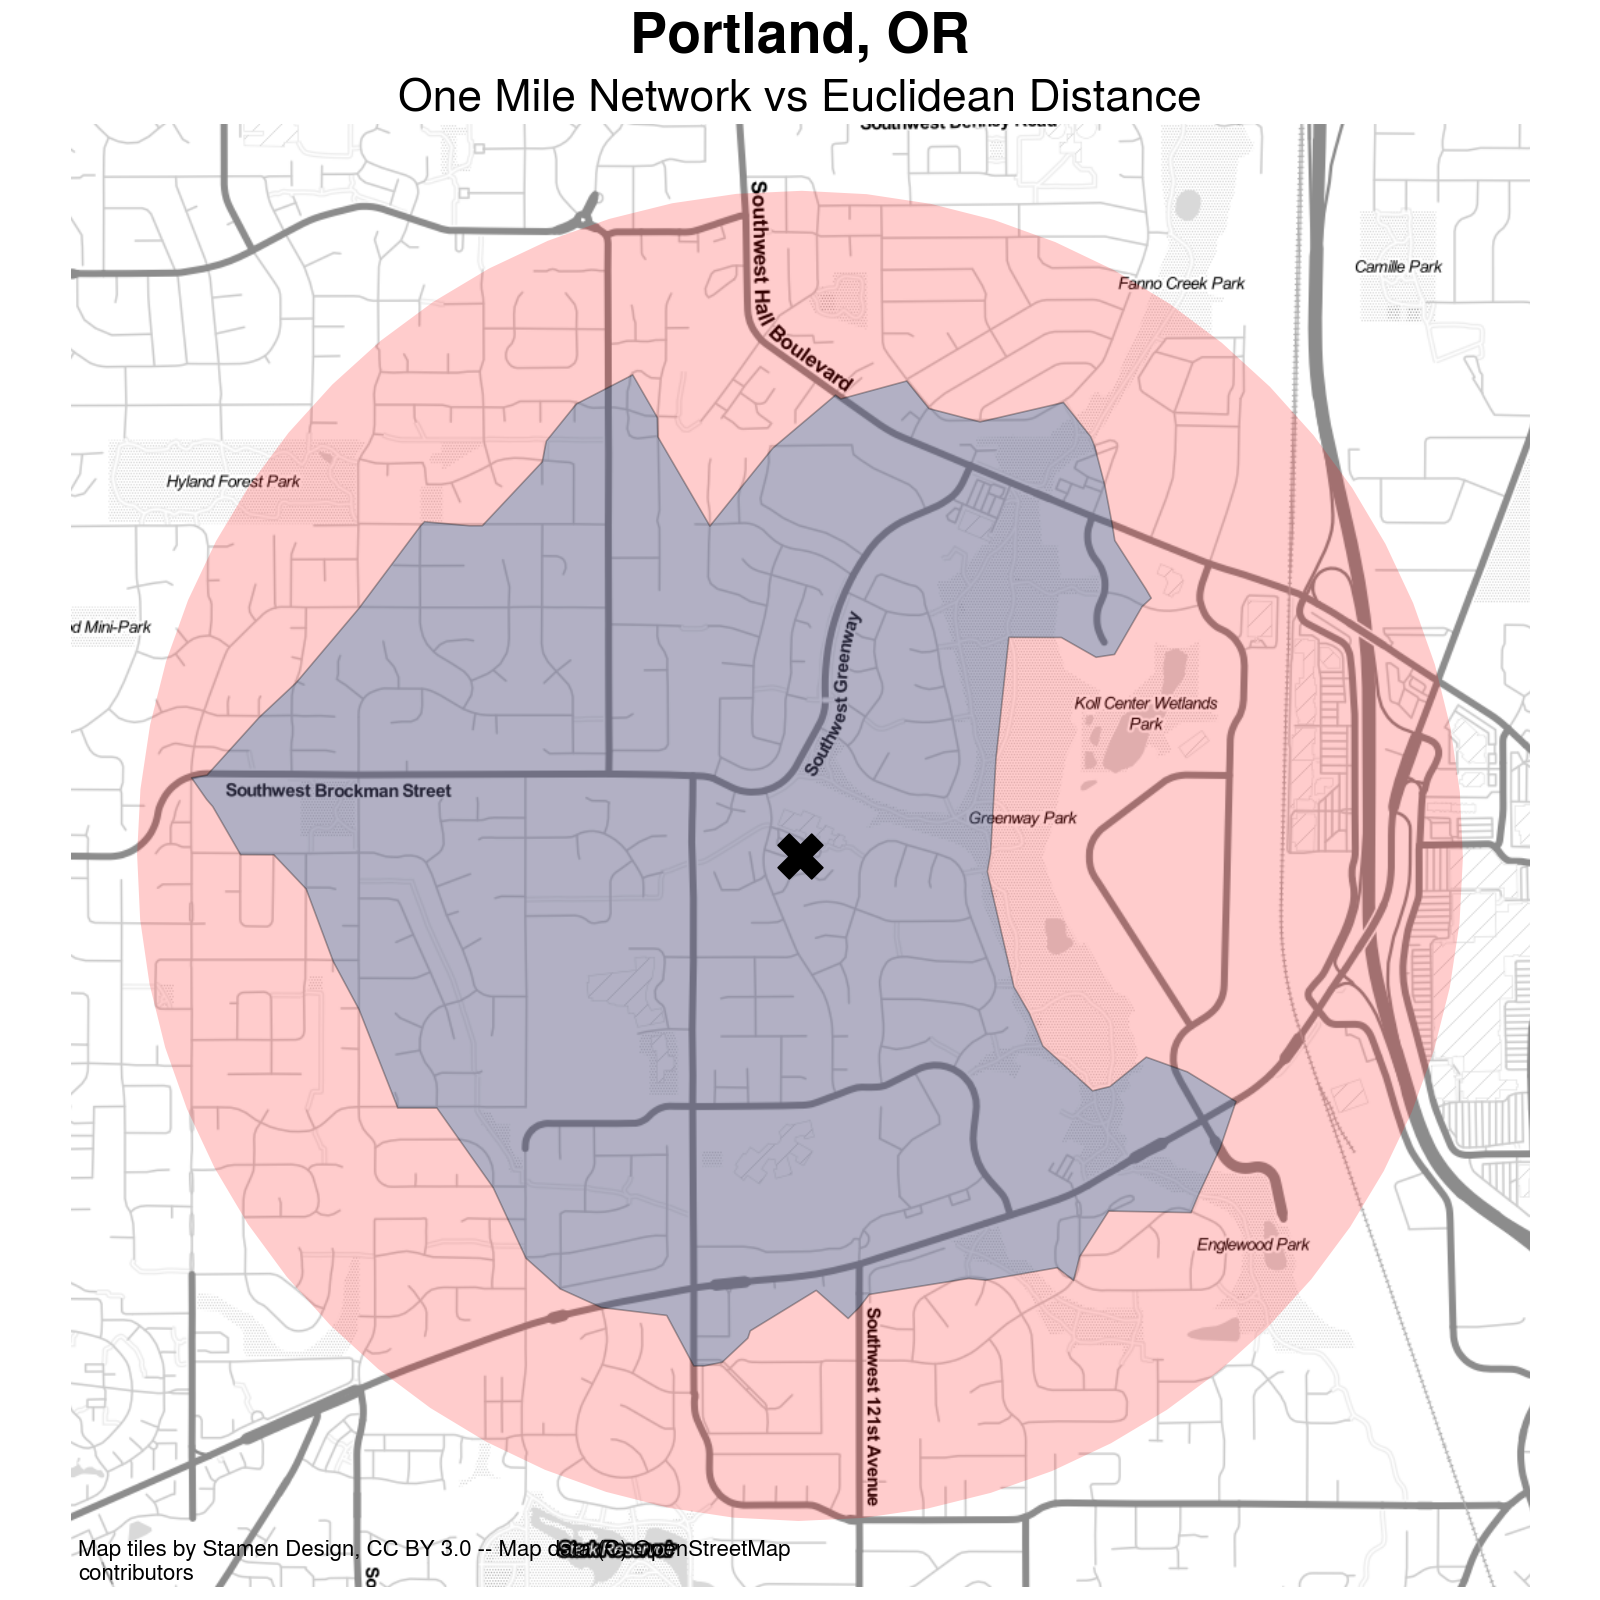 Portland, OR
One Mile Network vs Euclidean Distance
Southwest Denney Road
Southwest Hall Boulevard
Camille Park
Fanno Creek Park
Hyland Forest Park
d Mini-Park
Southwest Greenway
Koll Center Wetlands
Park
Southwest Brockman Street
Greenway Park
Englewood Park
Southwest 121st Avenue
Map tiles by Stamen Design, CC BY 3.0 -- Map data (c) OpenStreetMap
contributors
So